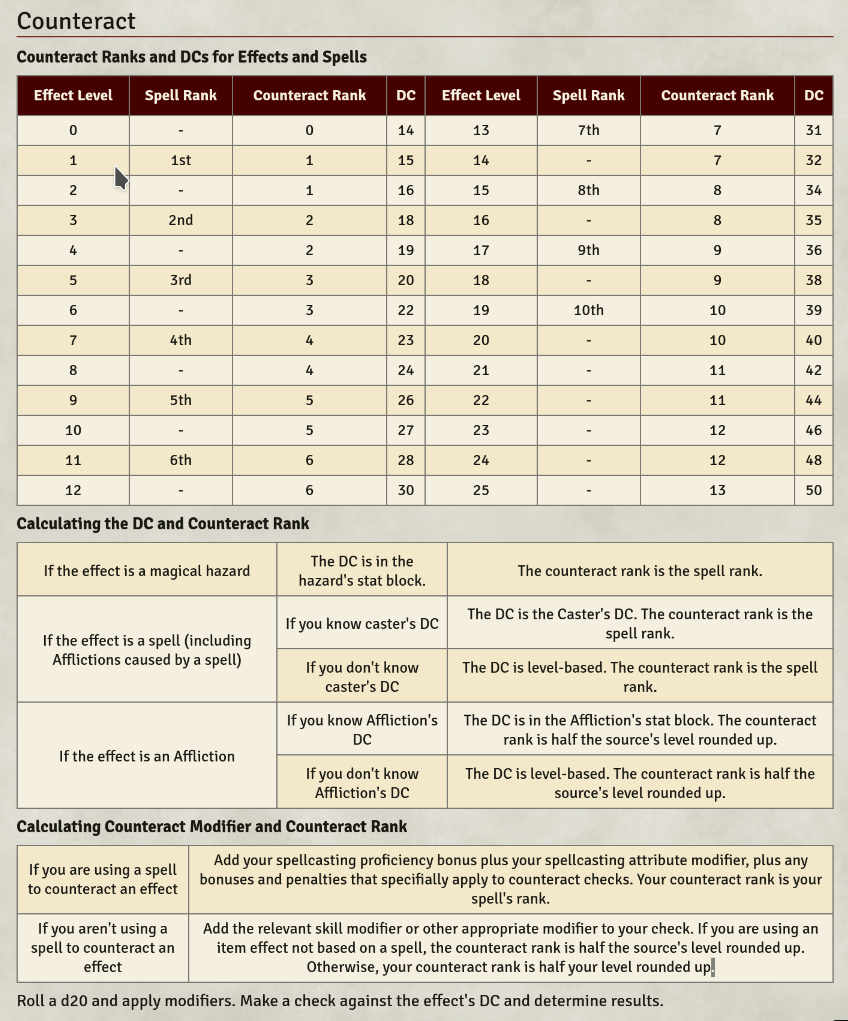 Counteract
Counteract Ranks and DCs for Effects and Spells
Effect Level Spell Rank Counteract Rank DC Effect Level Spell Rank Counteract Rank DC
0 - 0 14 13 7th 7 31
1 1st 1 15 14 - 7 32
2 - 1 16 15 8th 8 34
3 2nd 2 18 16 - 8 35
4 - 2 19 17 9th 9 36
5 3rd 3 20 18 - 9 38
6 - 3 22 19 10th 10 39
7 4th 4 23 20 - 10 40
8 - 4 24 21 - 11 42
9 5th 5 26 22 - 11 44
10 - 5 27 23 - 12 46
11 6th 6 28 24 - 12 48
12 - 6 30 25 - 13 50
Calculating the DC and Counteract Rank
If the effect is a magical hazard
The DC is in the
hazard's stat block.
The counteract rank is the spell rank.
If the effect is a spell (including
Afflictions caused by a spell)
If you know caster's DC
The DC is the Caster's DC. The counteract rank is the
spell rank.
If you don't know
caster's DC
The DC is level-based. The counteract rank is the spell
rank.
If the effect is an Affliction
If you know Affliction's
DC
The DC is in the Affliction's stat block. The counteract
rank is half the source's level rounded up.
If you don't know
Affliction's DC
The DC is level-based. The counteract rank is half the
source's level rounded up.
Calculating Counteract Modifier and Counteract Rank
If you are using a spell
to counteract an effect
Add your spellcasting proficiency bonus plus your spellcasting attribute modifier, plus any
bonuses and penalties that specifially apply to counteract checks. Your counteract rank is your
spell's rank.
If you aren't using a
spell to counteract an
effect
Add the relevant skill modifier or other appropriate modifier to your check. If you are using an
item effect not based on a spell, the counteract rank is half the source's level rounded up.
Otherwise, your counteract rank is half your level rounded up.
Roll a d20 and apply modifiers. Make a check against the effect's DC and determine results.